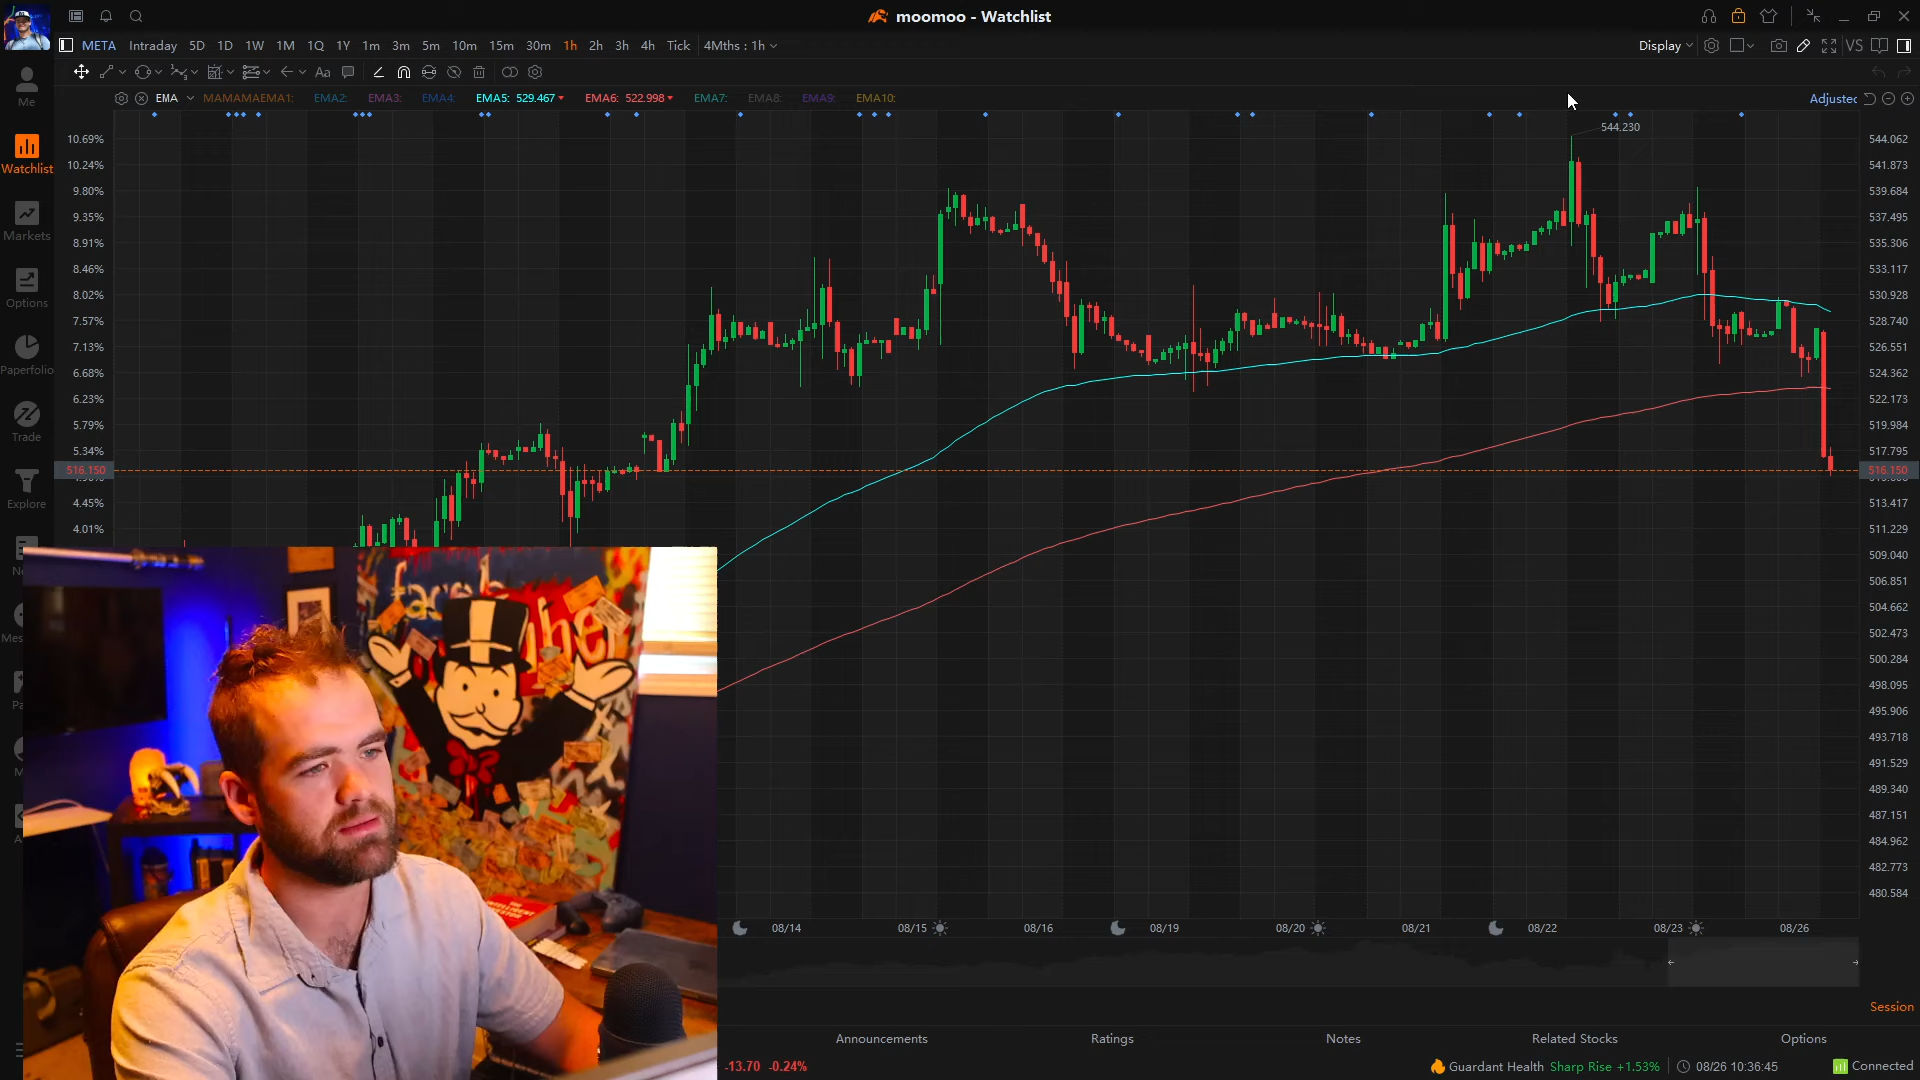 moomoo - Watchlist
META Intraday 5D 1D 1W 1M 1Q 1Y 1m 3m 5m 10m 15m 30m 1h 2h 3h 4h Tick 4Mths : 1h Display VS
Me
Aa
EMA MAMAMAEMA1: EMA2: EMA3: EMA4: EMA5: 529.467 EMA6: 522.998 EMA7: EMA8: EMA9: EMA10: Adjusted
544.230
10.69% 544.062
10.24% 541.873
Watchlist
9.80% 539.684
9.35% 537.495
Markets
8.91% 535.306
8.46% 533.117
8.02% 530.928
Options
7.57% 528.740
7.13% 526.551
Paperfolio
6.68% 524.362
6.23% 522.173
5.79% 519.984
Trade
5.34% 517.795
516.150 516.150
4.45% 513.417
Explore
4.01% 511.229
509.040
506.851
504.662
502.473
500.284
498.095
495.906
493.718
491.529
489.340
487.151
484.962
482.773
480.584
08/14 08/15 08/16 08/19 08/20 08/21 08/22 08/23 08/26
Session
Announcements Ratings Notes Related Stocks Options
-13.70 -0.24% Guardant Health Sharp Rise +1.53% 08/26 10:36:45 Connected